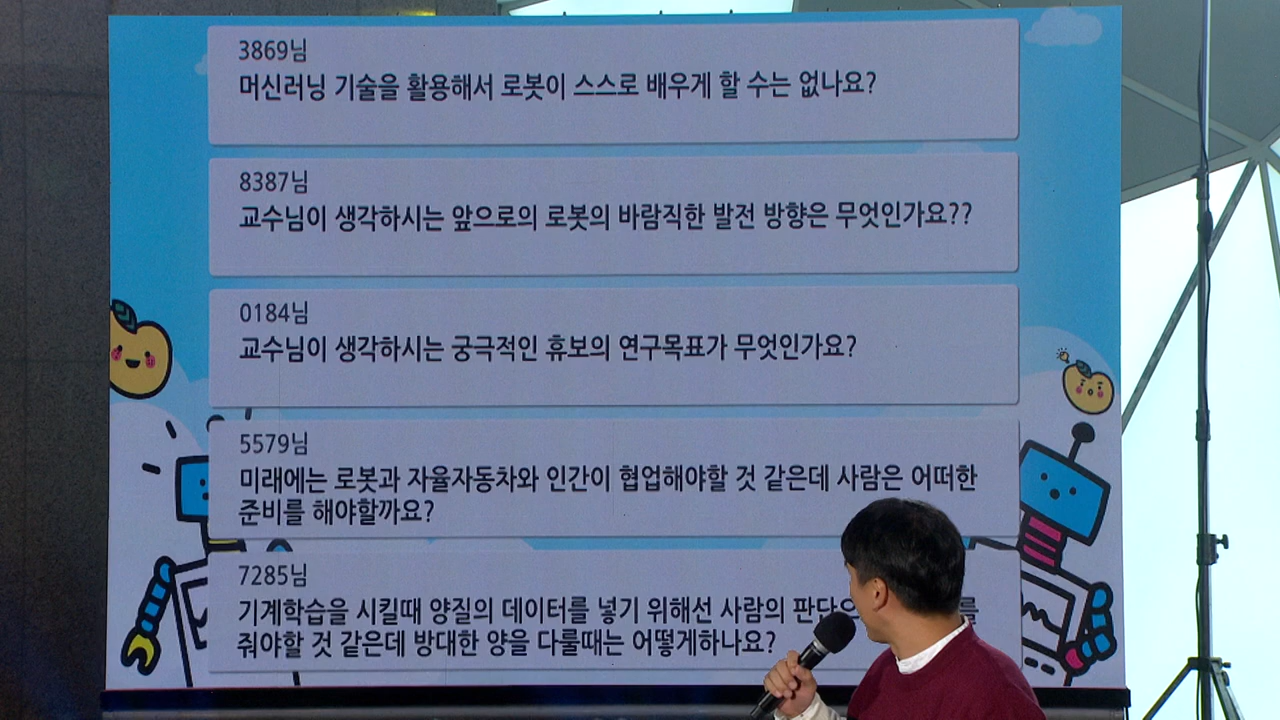 3869님
머신러닝 기술을 활용해서 로봇이 스스로 배우게 할 수는 없나요?
8387님
교수님이 생각하시는 앞으로의 로봇의 바람직한 발전 방향은 무엇인가요??
0184님
교수님이 생각하시는 궁극적인 휴보의 연구목표가 무엇인가요?
5579님
미래에는 로봇과 자율자동차와 인간이 협업해야할 것 같은데 사람은 어떠한
준비를 해야할까요?
7285님
기계학습을 시킬때 양질의 데이터를 넣기 위해선 사람의
줘야할 것 같은데 방대한 양을 다룰때는 어떻게하나요?